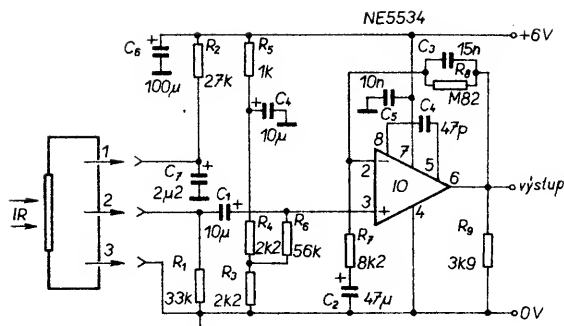 NE5534
+6V
C6
+
100µ
R2
27k
R5
1k
+
C4
10µ
C3
15n
R8
M82
10n
C5
C4
47p
8
7
5
6
2
−
IO
3
+
4
výstup
1
2
3
IR
C7
+
2µ2
C1
+
10µ
R1
33k
R4
2k2
R6
56k
R3
2k2
R7
8k2
+
C2
47µ
R9
3k9
0V